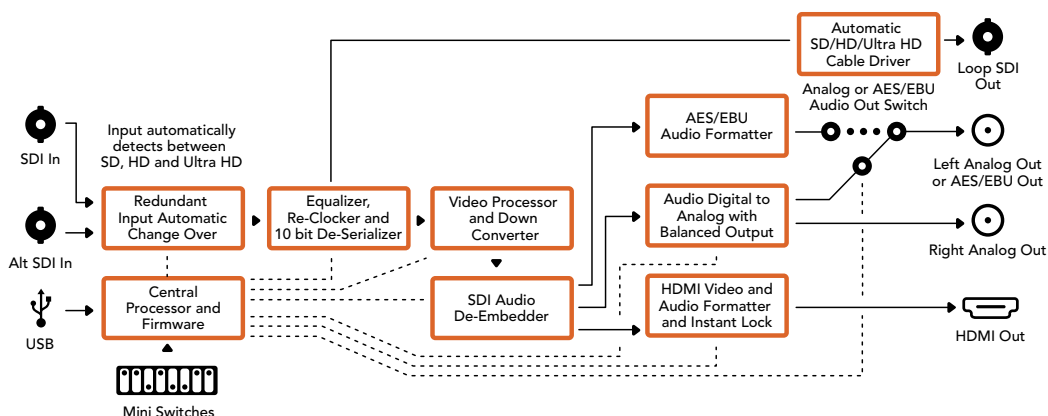 Automatic
SD/HD/Ultra HD
Cable Driver
Loop SDI
Out
Analog or AES/EBU
Audio Out Switch
AES/EBU
Audio Formatter
Input automatically
detects between
SD, HD and Ultra HD
SDI In
Left Analog Out
or AES/EBU Out
Redundant
Input Automatic
Change Over
Equalizer,
Re-Clocker and
10 bit De-Serializer
Video Processor
and Down
Converter
Audio Digital to
Analog with
Balanced Output
Alt SDI In
Right Analog Out
Central
Processor and
Firmware
SDI Audio
De-Embedder
HDMI Video and
Audio Formatter
and Instant Lock
USB
HDMI Out
Mini Switches